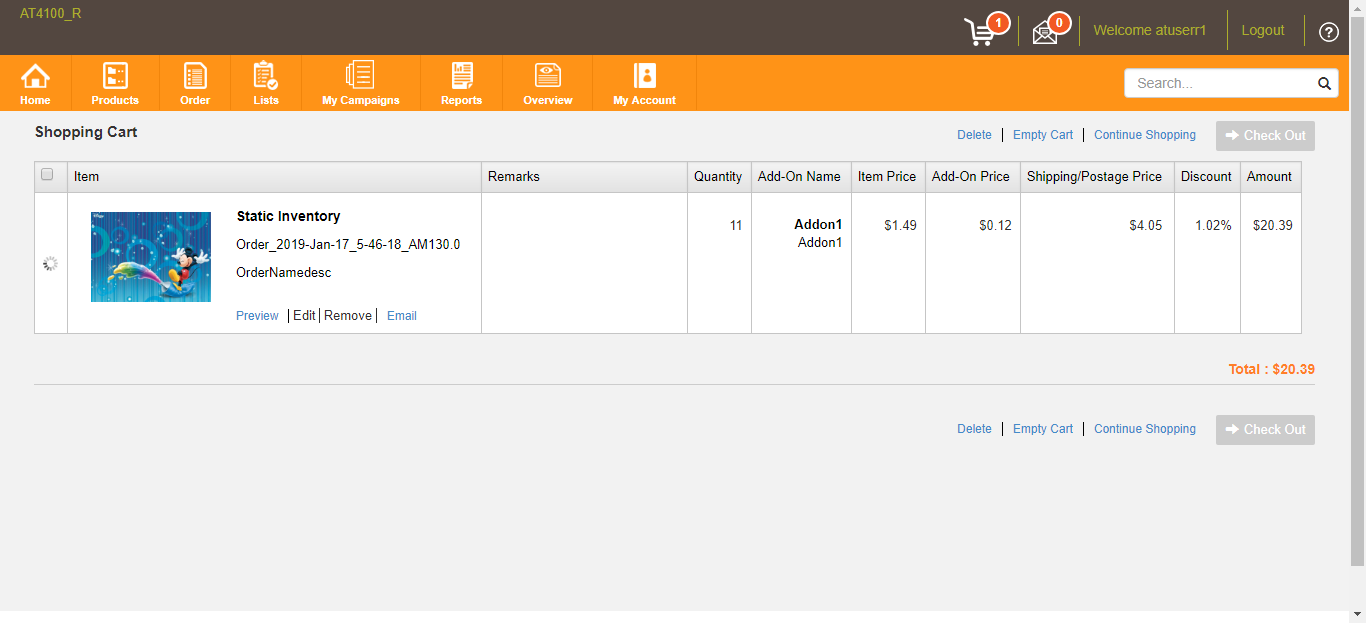 AT4100_R
1
0
Welcome atuserr1
Logout
?
Home
Products
Order
Lists
My Campaigns
Reports
Overview
My Account
Search...
Shopping Cart
Delete | Empty Cart | Continue Shopping
Check Out
Item
Remarks
Quantity
Add-On Name
Item Price
Add-On Price
Shipping/Postage Price
Discount
Amount
Static Inventory
Order_2019-Jan-17_5-46-18_AM130.0
OrderNamedesc
Preview | Edit | Remove | Email
11
Addon1
Addon1
$1.49
$0.12
$4.05
1.02%
$20.39
Total : $20.39
Delete | Empty Cart | Continue Shopping
Check Out